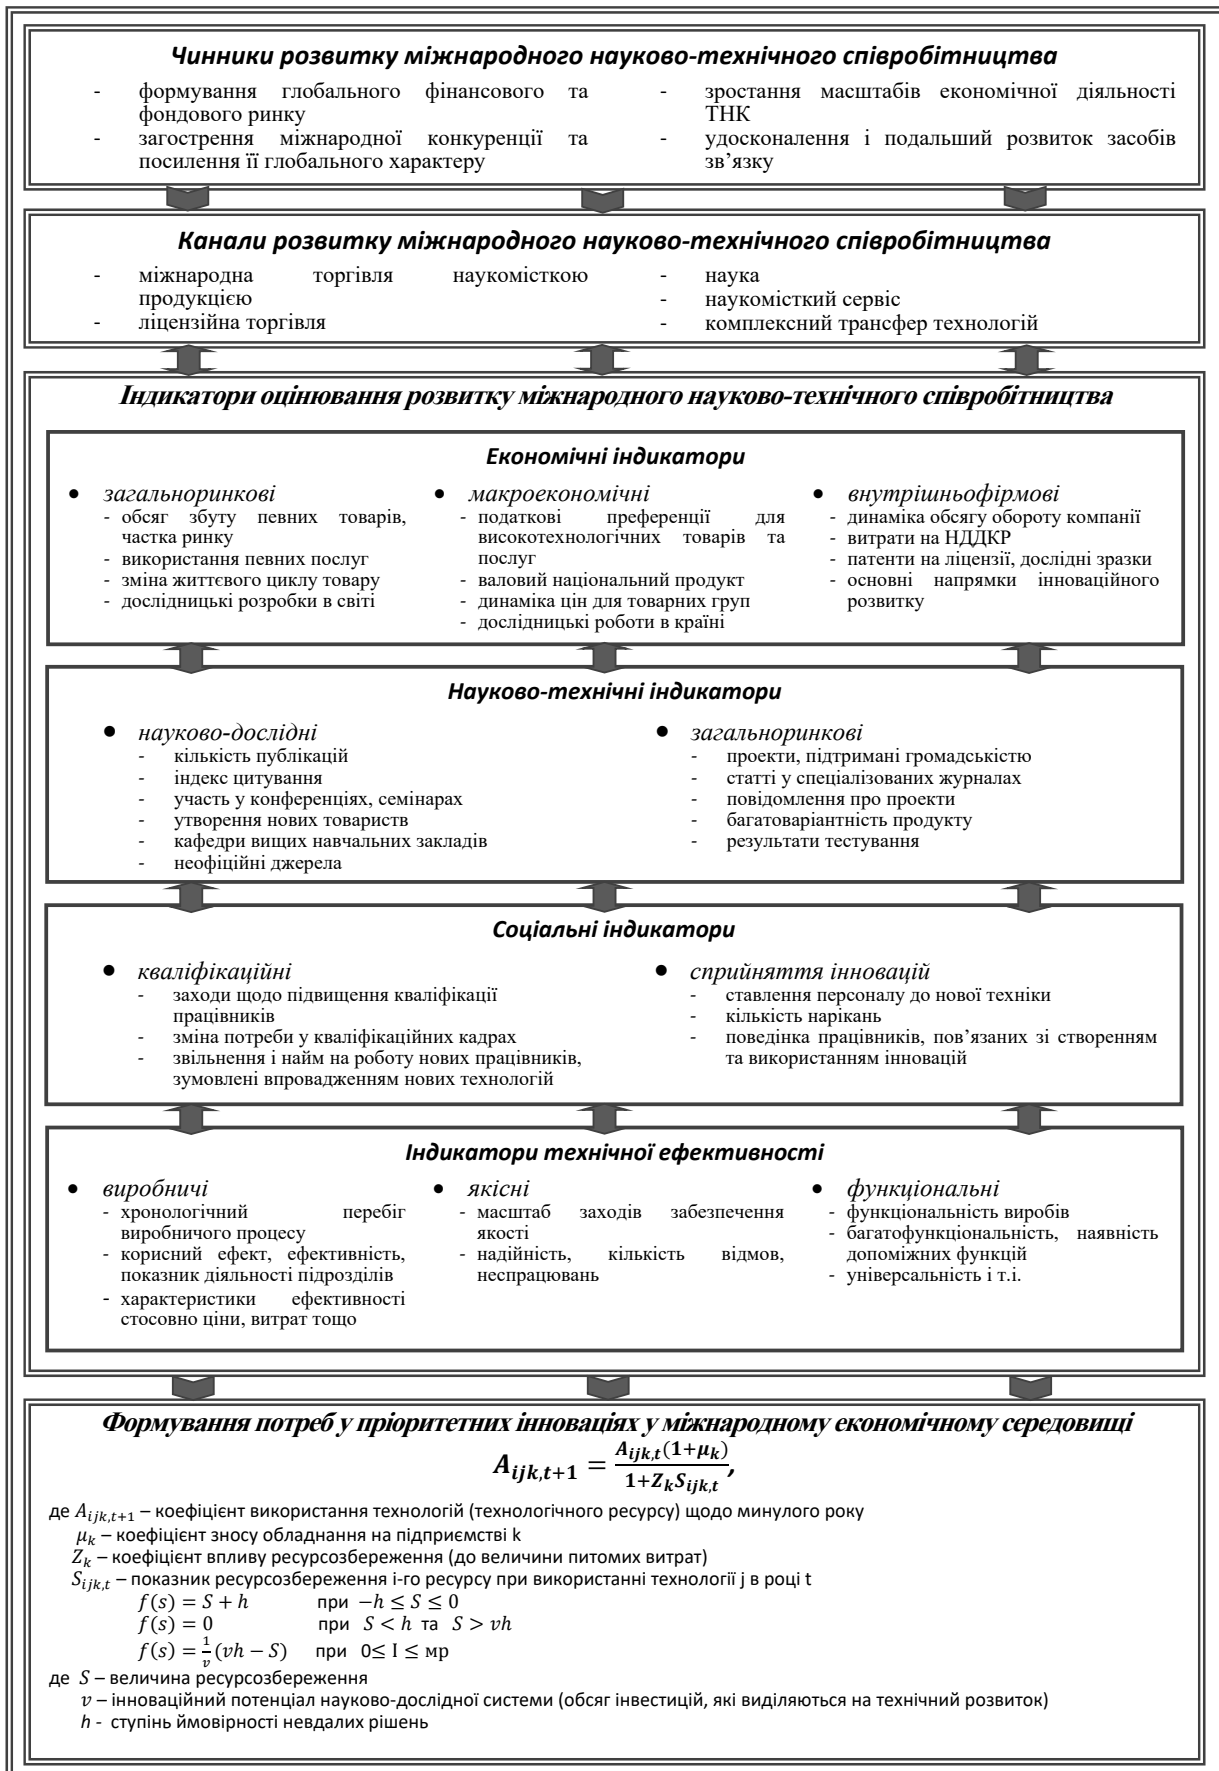 Чинники розвитку міжнародного науково-технічного співробітництва
- формування глобального фінансового та
фондового ринку
- загострення міжнародної конкуренції та
посилення її глобального характеру
- зростання масштабів економічної діяльності
ТНК
- удосконалення і подальший розвиток засобів
зв’язку
Канали розвитку міжнародного науково-технічного співробітництва
- міжнародна торгівля наукомісткою
продукцією
- ліцензійна торгівля
- наука
- наукомісткий сервіс
- комплексний трансфер технологій
Індикатори оцінювання розвитку міжнародного науково-технічного співробітництва
Економічні індикатори
• загальноринкові
- обсяг збуту певних товарів,
частка ринку
- використання певних послуг
- зміна життєвого циклу товару
- дослідницькі розробки в світі
• макроекономічні
- податкові преференції для
високотехнологічних товарів та
послуг
- валовий національний продукт
- динаміка цін для товарних груп
- дослідницькі роботи в країні
• внутрішньофірмові
- динаміка обсягу обороту компанії
- витрати на НДДКР
- патенти на ліцензії, дослідні зразки
- основні напрямки інноваційного
розвитку
Науково-технічні індикатори
• науково-дослідні
- кількість публікацій
- індекс цитування
- участь у конференціях, семінарах
- утворення нових товариств
- кафедри вищих навчальних закладів
- неофіційні джерела
• загальноринкові
- проекти, підтримані громадськістю
- статті у спеціалізованих журналах
- повідомлення про проекти
- багатоваріантність продукту
- результати тестування
Соціальні індикатори
• кваліфікаційні
- заходи щодо підвищення кваліфікації
працівників
- зміна потреби у кваліфікаційних кадрах
- звільнення і найм на роботу нових працівників,
зумовлені впровадженням нових технологій
• сприйняття інновацій
- ставлення персоналу до нової техніки
- кількість нарікань
- поведінка працівників, пов’язаних зі створенням
та використанням інновацій
Індикатори технічної ефективності
• виробничі
- хронологічний перебіг
виробничого процесу
- корисний ефект, ефективність,
показник діяльності підрозділів
- характеристики ефективності
стосовно ціни, витрат тощо
• якісні
- масштаб заходів забезпечення
якості
- надійність, кількість відмов,
неспрацювань
• функціональні
- функціональність виробів
- багатофункціональність, наявність
допоміжних функцій
- універсальність і т.і.
Формування потреб у пріоритетних інноваціях у міжнародному економічному середовищі
A_{ijk,t+1} = \frac{A_{ijk,t}(1+μ_k)}{1+Z_k S_{ijk,t}},
де A_{ijk,t+1} – коефіцієнт використання технологій (технологічного ресурсу) щодо минулого року
μ_k – коефіцієнт зносу обладнання на підприємстві k
Z_k – коефіцієнт впливу ресурсозбереження (до величини питомих витрат)
S_{ijk,t} – показник ресурсозбереження і-го ресурсу при використанні технології j в році t
f(s) = S + h при −h ≤ S ≤ 0
f(s) = 0 при S < h та S > vh
f(s) = \frac{1}{v}(vh − S) при 0≤ I ≤ мр
де S – величина ресурсозбереження
v – інноваційний потенціал науково-дослідної системи (обсяг інвестицій, які виділяються на технічний розвиток)
h - ступінь ймовірності невдалих рішень